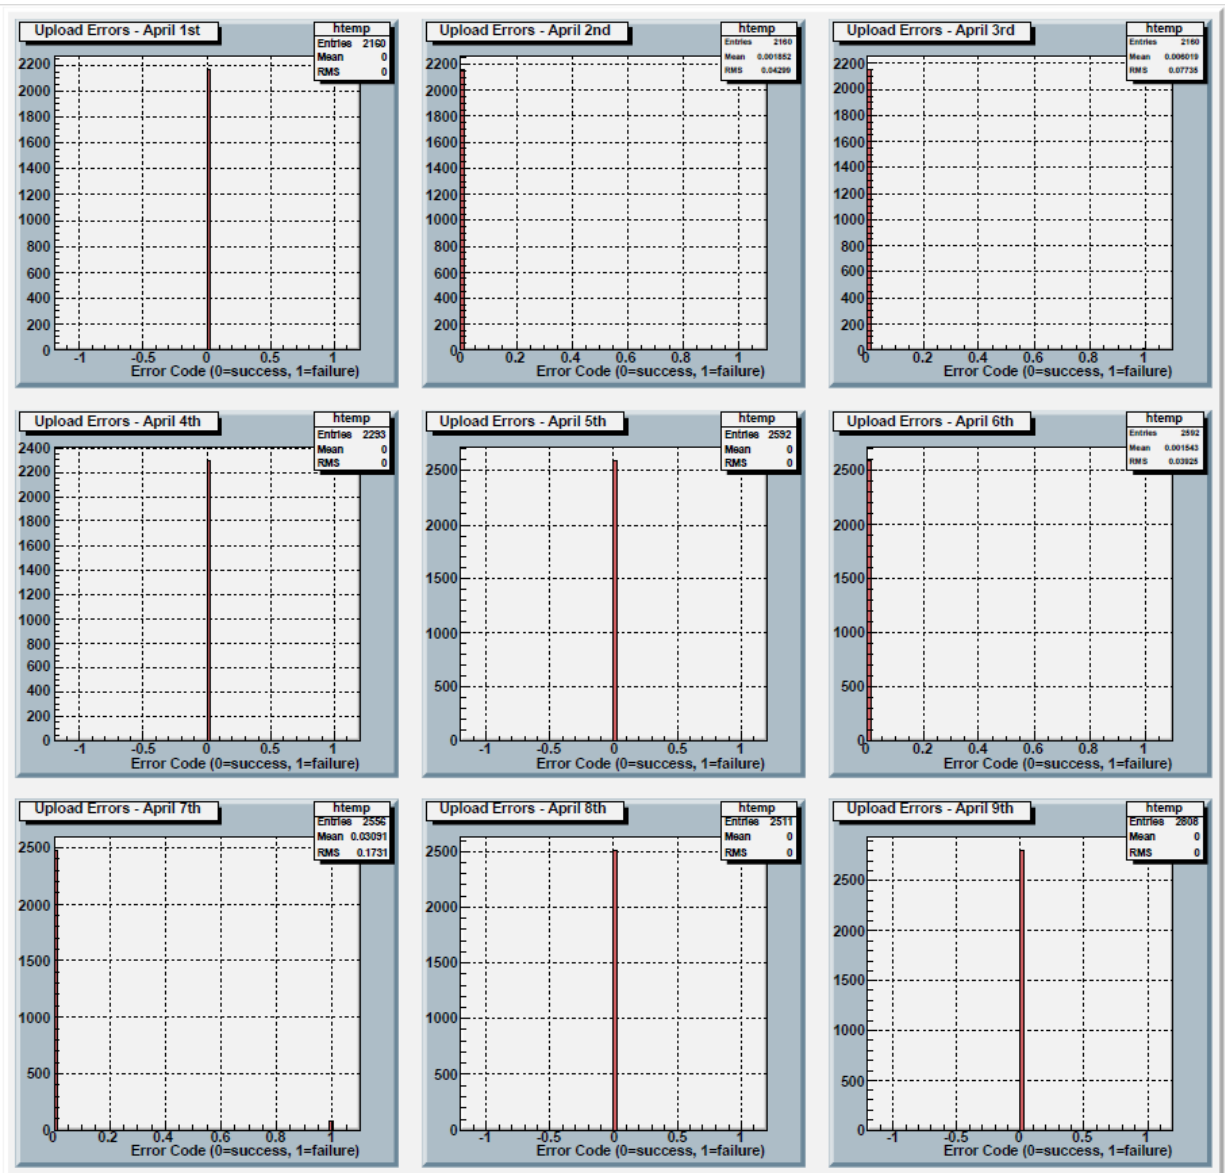 Upload Errors - April 1st
htemp
Entries 2160
Mean 0
RMS 0
2200
2000
1800
1600
1400
1200
1000
800
600
400
200
0
-1 -0.5 0 0.5 1
Error Code (0=success, 1=failure)
Upload Errors - April 2nd
htemp
Entries 2160
Mean 0.001852
RMS 0.04299
2200
2000
1800
1600
1400
1200
1000
800
600
400
200
0
0 0.2 0.4 0.6 0.8 1
Error Code (0=success, 1=failure)
Upload Errors - April 3rd
htemp
Entries 2160
Mean 0.006019
RMS 0.07735
2200
2000
1800
1600
1400
1200
1000
800
600
400
200
0
0 0.2 0.4 0.6 0.8 1
Error Code (0=success, 1=failure)
Upload Errors - April 4th
htemp
Entries 2293
Mean 0
RMS 0
2400
2200
2000
1800
1600
1400
1200
1000
800
600
400
200
0
-1 -0.5 0 0.5 1
Error Code (0=success, 1=failure)
Upload Errors - April 5th
htemp
Entries 2592
Mean 0
RMS 0
2500
2000
1500
1000
500
0
-1 -0.5 0 0.5 1
Error Code (0=success, 1=failure)
Upload Errors - April 6th
htemp
Entries 2592
Mean 0.001543
RMS 0.03925
2500
2000
1500
1000
500
0
0 0.2 0.4 0.6 0.8 1
Error Code (0=success, 1=failure)
Upload Errors - April 7th
htemp
Entries 2556
Mean 0.03091
RMS 0.1731
2500
2000
1500
1000
500
0
0 0.2 0.4 0.6 0.8 1
Error Code (0=success, 1=failure)
Upload Errors - April 8th
htemp
Entries 2511
Mean 0
RMS 0
2500
2000
1500
1000
500
0
-1 -0.5 0 0.5 1
Error Code (0=success, 1=failure)
Upload Errors - April 9th
htemp
Entries 2808
Mean 0
RMS 0
2500
2000
1500
1000
500
0
-1 -0.5 0 0.5 1
Error Code (0=success, 1=failure)